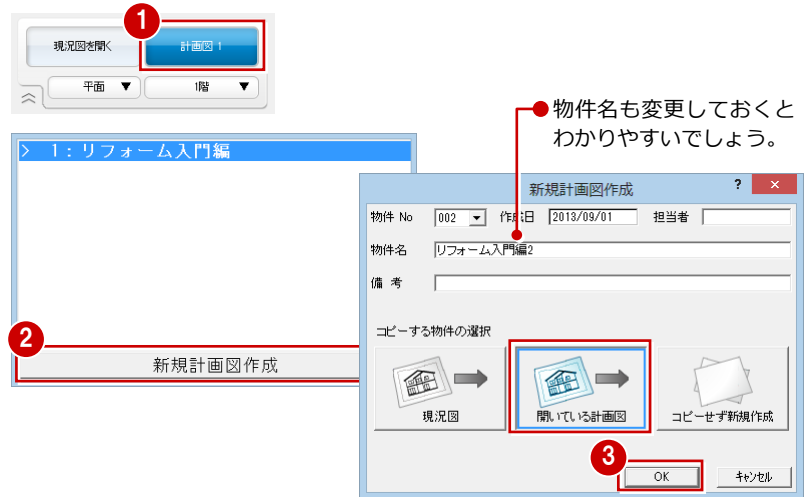 1
現況図を開く
計画図 1
平面 ▼
1階 ▼
> 1：リフォーム入門編
2
新規計画図作成
物件名も変更しておくと
わかりやすいでしょう。
新規計画図作成
? ×
物件 No 002 作成日 2013/09/01 担当者
物件名 リフォーム入門編2
備 考
コピーする物件の選択
現況図
開いている計画図
コピーせず新規作成
3
OK
キャンセル